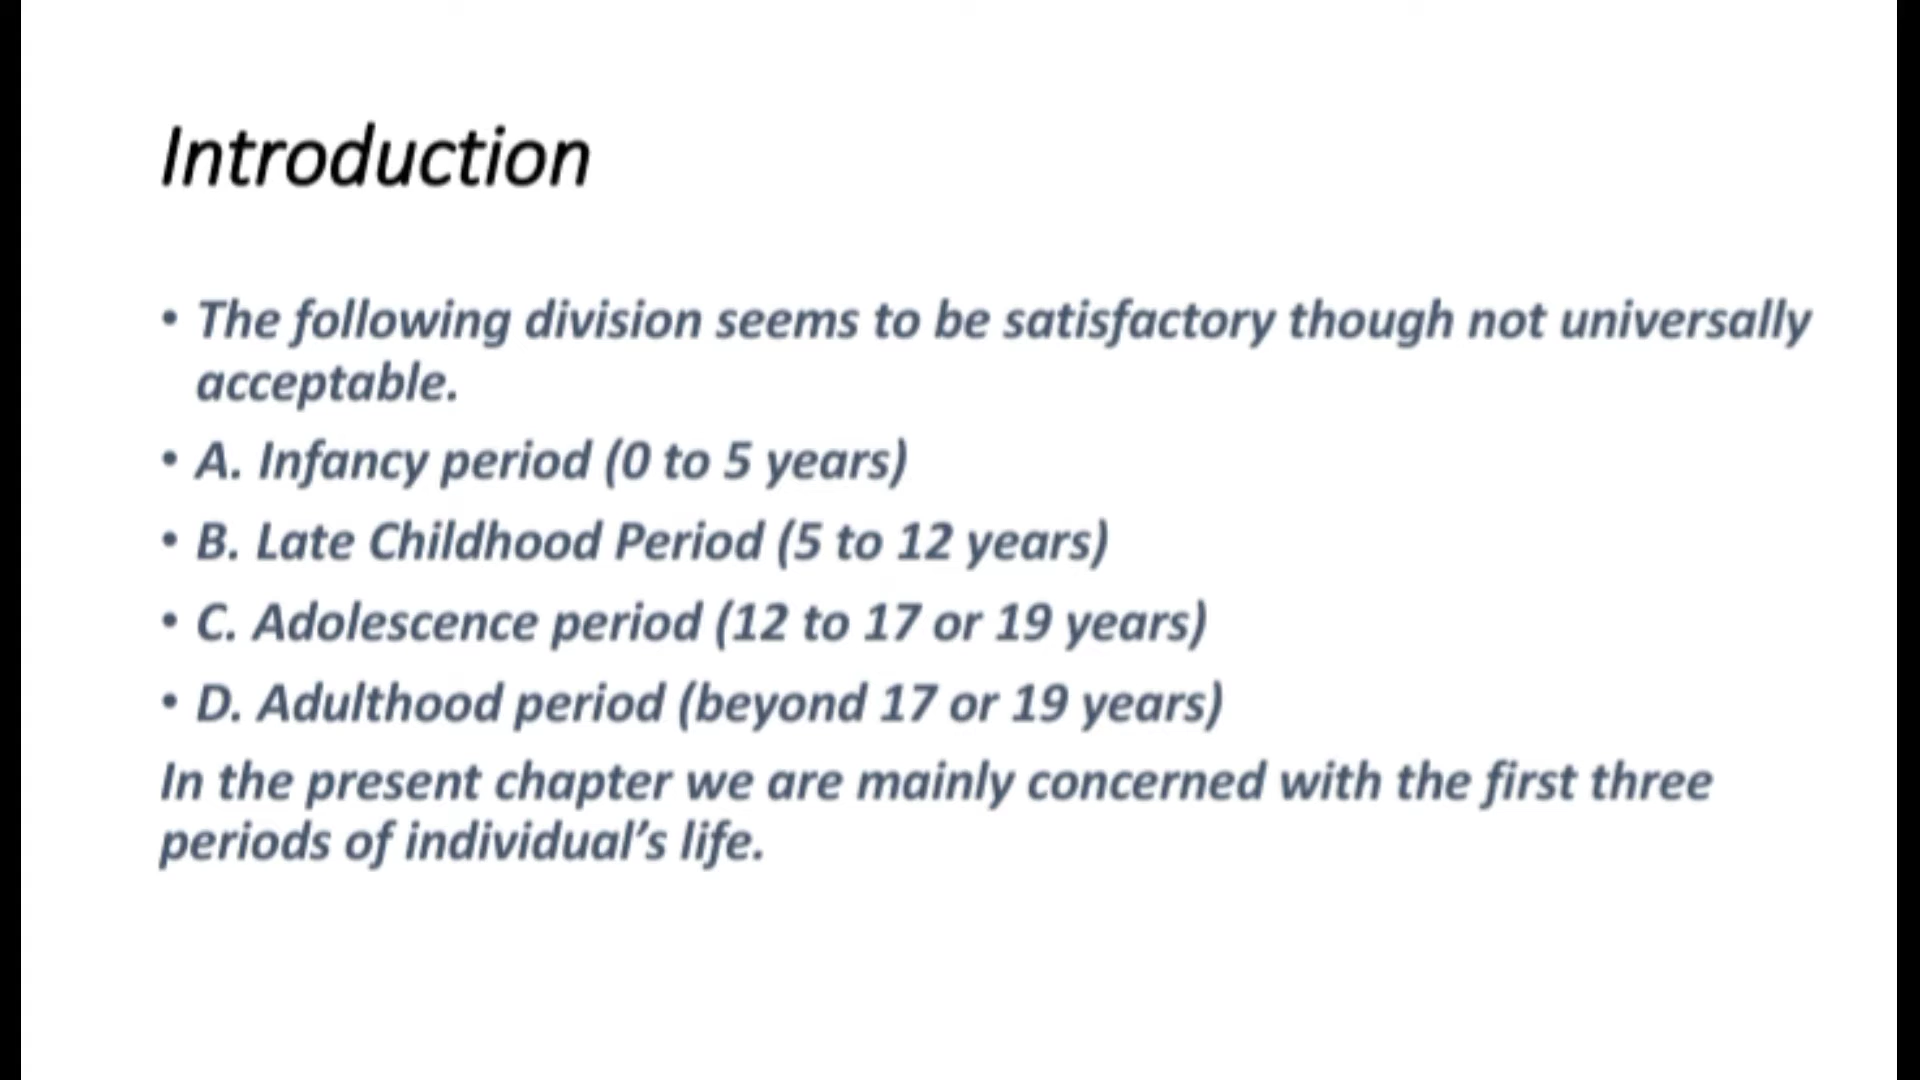 Introduction
• The following division seems to be satisfactory though not universally
acceptable.
• A. Infancy period (0 to 5 years)
• B. Late Childhood Period (5 to 12 years)
• C. Adolescence period (12 to 17 or 19 years)
• D. Adulthood period (beyond 17 or 19 years)
In the present chapter we are mainly concerned with the first three
periods of individual’s life.